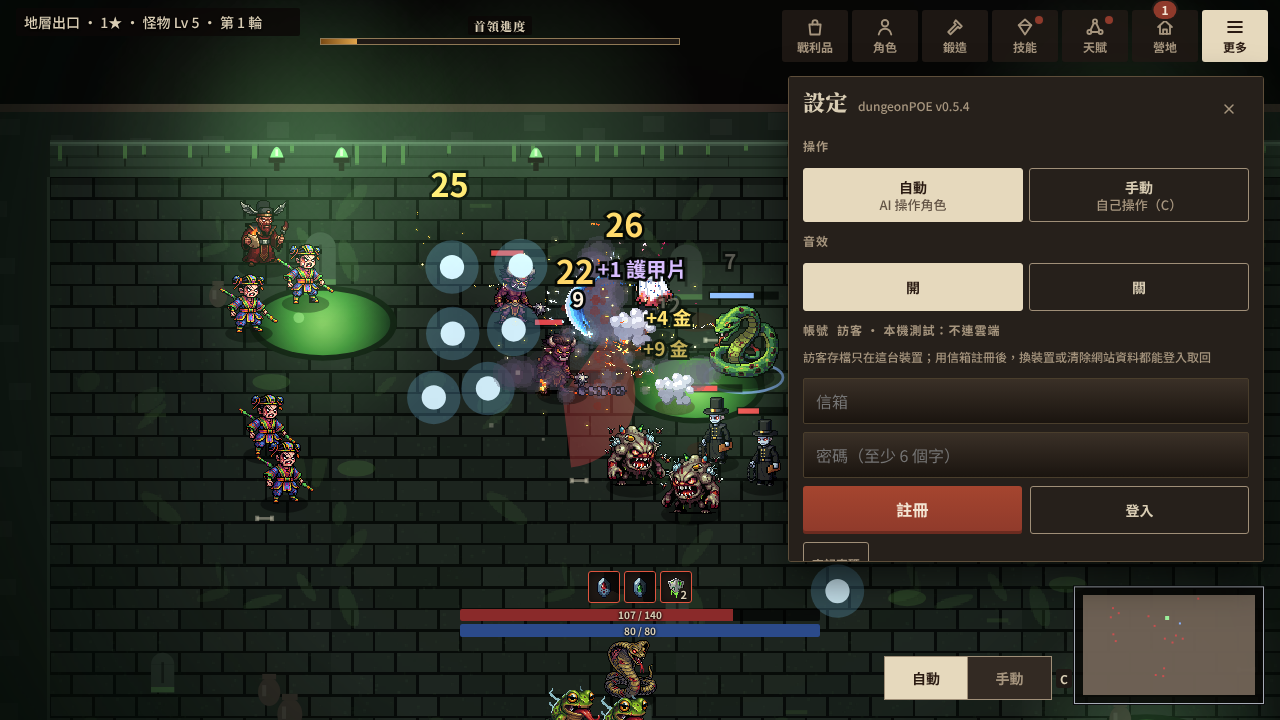 地層出口 · 1★ · 怪物 Lv 5 · 第 1 輪
首領進度
戰利品
角色
鍛造
技能
天賦
1
營地
更多
設定 dungeonPOE v0.5.4
×
操作
自動
AI 操作角色
手動
自己操作（C）
音效
開
關
帳號 訪客 · 本機測試：不連雲端
訪客存檔只在這台裝置；用信箱註冊後，換裝置或清除網站資料都能登入取回
信箱
密碼（至少 6 個字）
註冊
登入
25
26
22
+1 護甲片
7
9
+4 金
+9 金
2
107 / 140
80 / 80
自動
手動
C